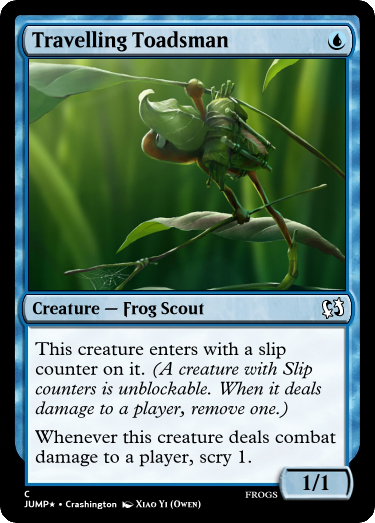 Travelling Toadsman
Creature — Frog Scout
This creature enters with a slip
counter on it. (A creature with Slip
counters is unblockable. When it deals
damage to a player, remove one.)
Whenever this creature deals combat
damage to a player, scry 1.
1/1
C
FROGS
JUMP★ • Crashington Xiao Yi (Owen)